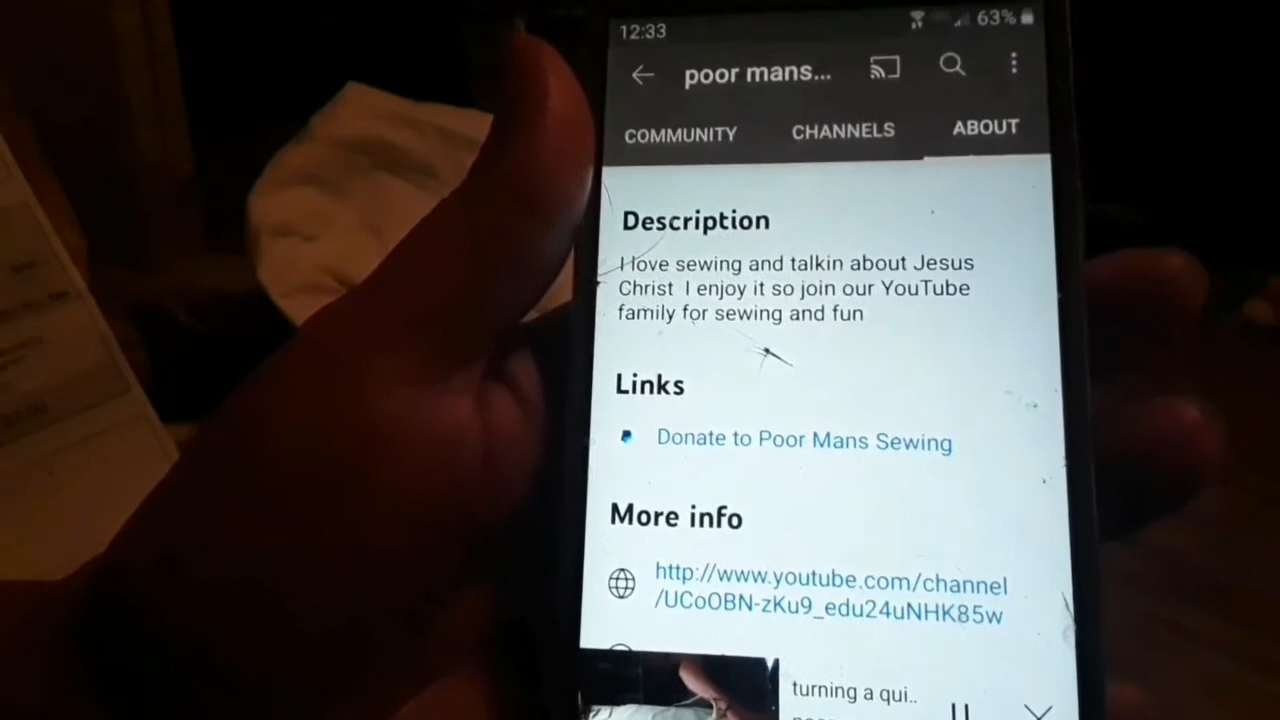 12:33
63%
poor mans...
COMMUNITY CHANNELS ABOUT
Description
I love sewing and talkin about Jesus
Christ I enjoy it so join our YouTube
family for sewing and fun
Links
Donate to Poor Mans Sewing
More info
http://www.youtube.com/channel
/UCoOBN-zKu9_edu24uNHK85w
turning a qui..